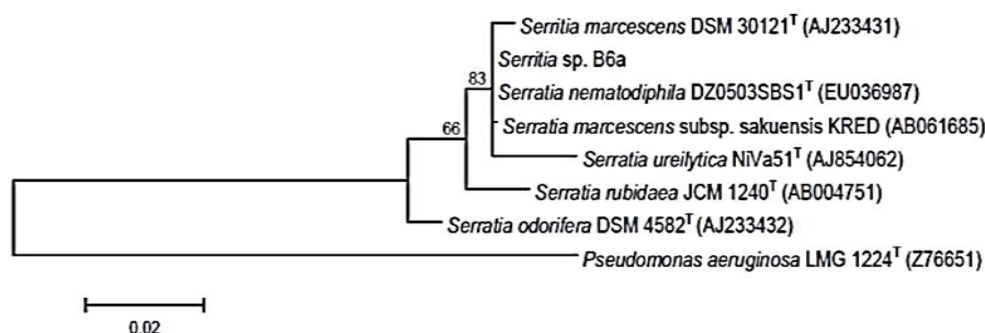 Serritia marcescens DSM 30121T (AJ233431)
Serritia sp. B6a
83
Serratia nematodiphila DZ0503SBS1T (EU036987)
66
Serratia marcescens subsp. sakuensis KRED (AB061685)
Serratia ureilytica NiVa51T (AJ854062)
Serratia rubidaea JCM 1240T (AB004751)
Serratia odorifera DSM 4582T (AJ233432)
Pseudomonas aeruginosa LMG 1224T (Z76651)
0.02